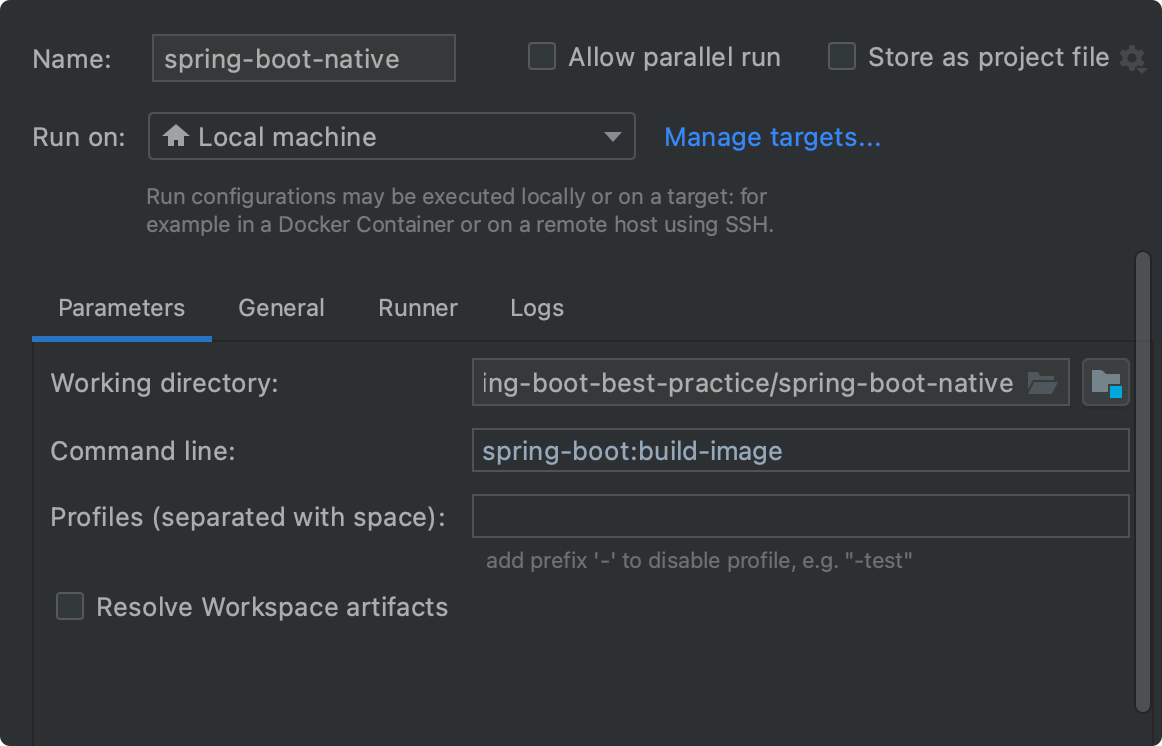 Name: spring-boot-native Allow parallel run Store as project file
Run on: Local machine Manage targets...
Run configurations may be executed locally or on a target: for
example in a Docker Container or on a remote host using SSH.
Parameters General Runner Logs
Working directory: ing-boot-best-practice/spring-boot-native
Command line: spring-boot:build-image
Profiles (separated with space):
add prefix '-' to disable profile, e.g. "-test"
Resolve Workspace artifacts